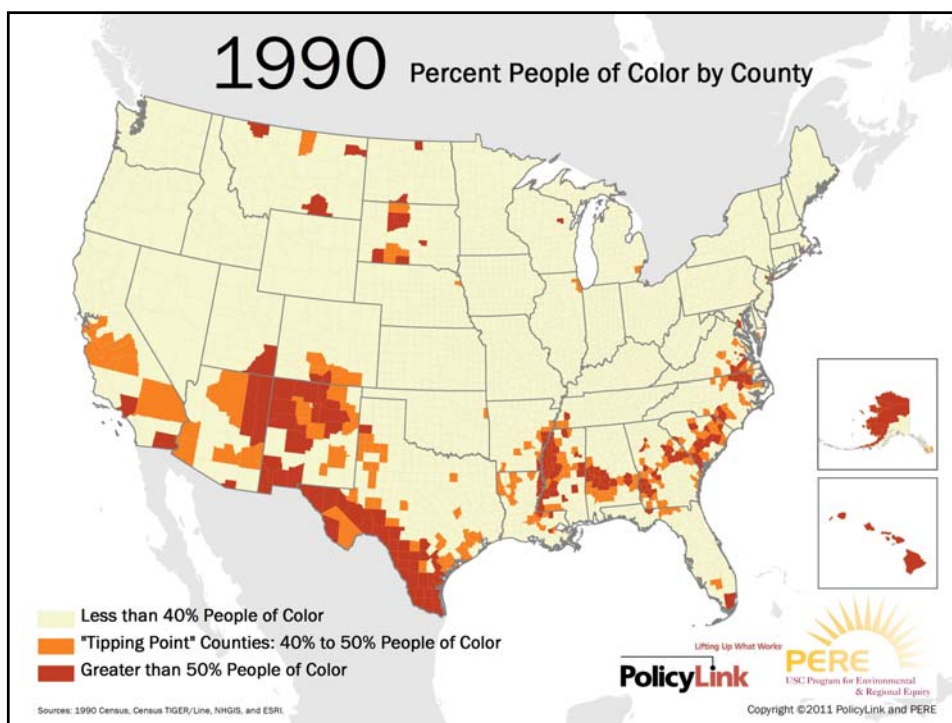 1990 Percent People of Color by County
Less than 40% People of Color
"Tipping Point" Counties: 40% to 50% People of Color
Greater than 50% People of Color
Lifting Up What Works
PolicyLink
PERE
USC Program for Environmental
& Regional Equity
Sources: 1990 Census, Census TIGER/Line, NHGIS, and ESRI.
Copyright ©2011 PolicyLink and PERE